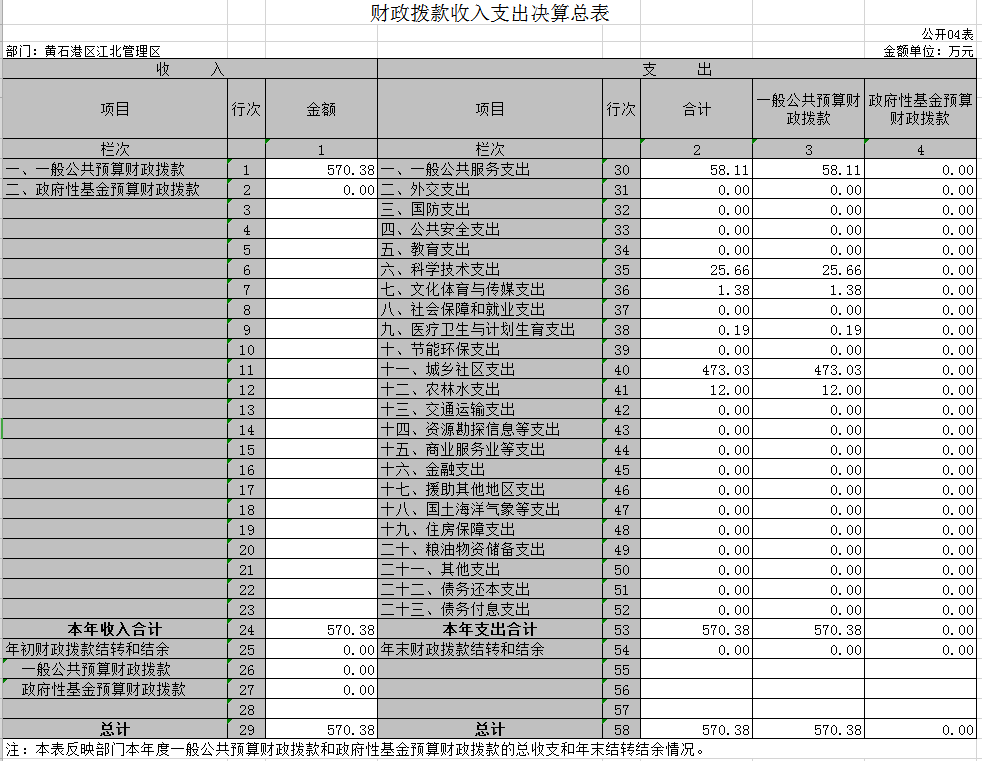 财政拨款收入支出决算总表
公开04表
部门：黄石港区江北管理区 金额单位：万元
收 入 支 出
项目 行次 金额 项目 行次 合计 一般公共预算财政拨款 政府性基金预算财政拨款
栏次 1 栏次 2 3 4
一、一般公共预算财政拨款 1 570.38 一、一般公共服务支出 30 58.11 58.11 0.00
二、政府性基金预算财政拨款 2 0.00 二、外交支出 31 0.00 0.00 0.00
3 三、国防支出 32 0.00 0.00 0.00
4 四、公共安全支出 33 0.00 0.00 0.00
5 五、教育支出 34 0.00 0.00 0.00
6 六、科学技术支出 35 25.66 25.66 0.00
7 七、文化体育与传媒支出 36 1.38 1.38 0.00
8 八、社会保障和就业支出 37 0.00 0.00 0.00
9 九、医疗卫生与计划生育支出 38 0.19 0.19 0.00
10 十、节能环保支出 39 0.00 0.00 0.00
11 十一、城乡社区支出 40 473.03 473.03 0.00
12 十二、农林水支出 41 12.00 12.00 0.00
13 十三、交通运输支出 42 0.00 0.00 0.00
14 十四、资源勘探信息等支出 43 0.00 0.00 0.00
15 十五、商业服务业等支出 44 0.00 0.00 0.00
16 十六、金融支出 45 0.00 0.00 0.00
17 十七、援助其他地区支出 46 0.00 0.00 0.00
18 十八、国土海洋气象等支出 47 0.00 0.00 0.00
19 十九、住房保障支出 48 0.00 0.00 0.00
20 二十、粮油物资储备支出 49 0.00 0.00 0.00
21 二十一、其他支出 50 0.00 0.00 0.00
22 二十二、债务还本支出 51 0.00 0.00 0.00
23 二十三、债务付息支出 52 0.00 0.00 0.00
本年收入合计 24 570.38 本年支出合计 53 570.38 570.38 0.00
年初财政拨款结转和结余 25 0.00 年末财政拨款结转和结余 54 0.00 0.00 0.00
一般公共预算财政拨款 26 0.00 55
政府性基金预算财政拨款 27 0.00 56
28 57
总计 29 570.38 总计 58 570.38 570.38 0.00
注：本表反映部门本年度一般公共预算财政拨款和政府性基金预算财政拨款的总收支和年末结转结余情况。